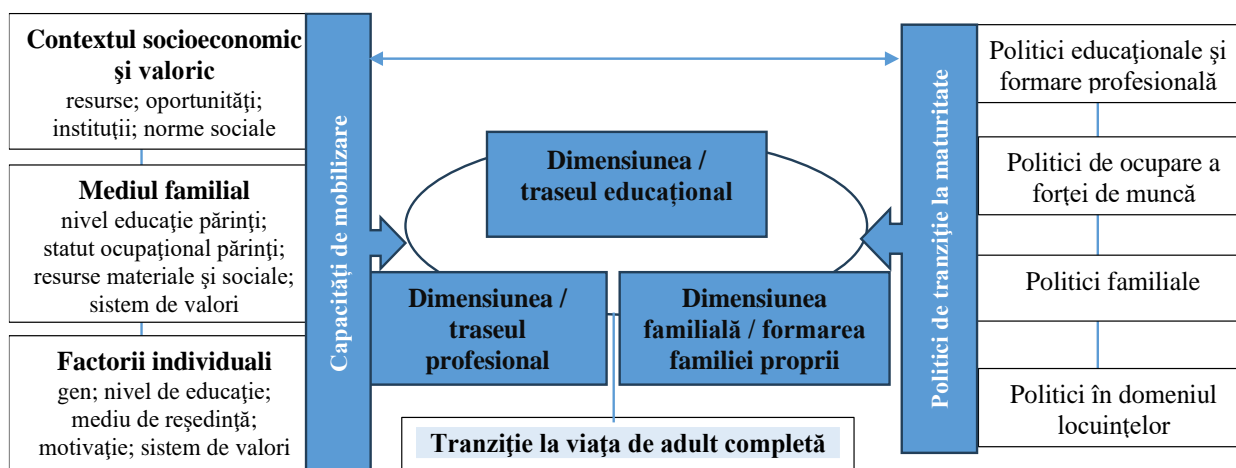 Contextul socioeconomic
şi valoric
resurse; oportunităţi;
instituţii; norme sociale
Mediul familial
nivel educaţie părinţi;
statut ocupaţional părinţi;
resurse materiale şi sociale;
sistem de valori
Factorii individuali
gen; nivel de educaţie;
mediu de reşedinţă;
motivaţie; sistem de valori
Capacităţi de mobilizare
Dimensiunea /
traseul educațional
Dimensiunea /
traseul
profesional
Dimensiunea
familială / formarea
familiei proprii
Tranziţie la viaţa de adult completă
Politici de tranziţie la maturitate
Politici educaţionale şi
formare profesională
Politici de ocupare a
forței de muncă
Politici familiale
Politici în domeniul
locuințelor